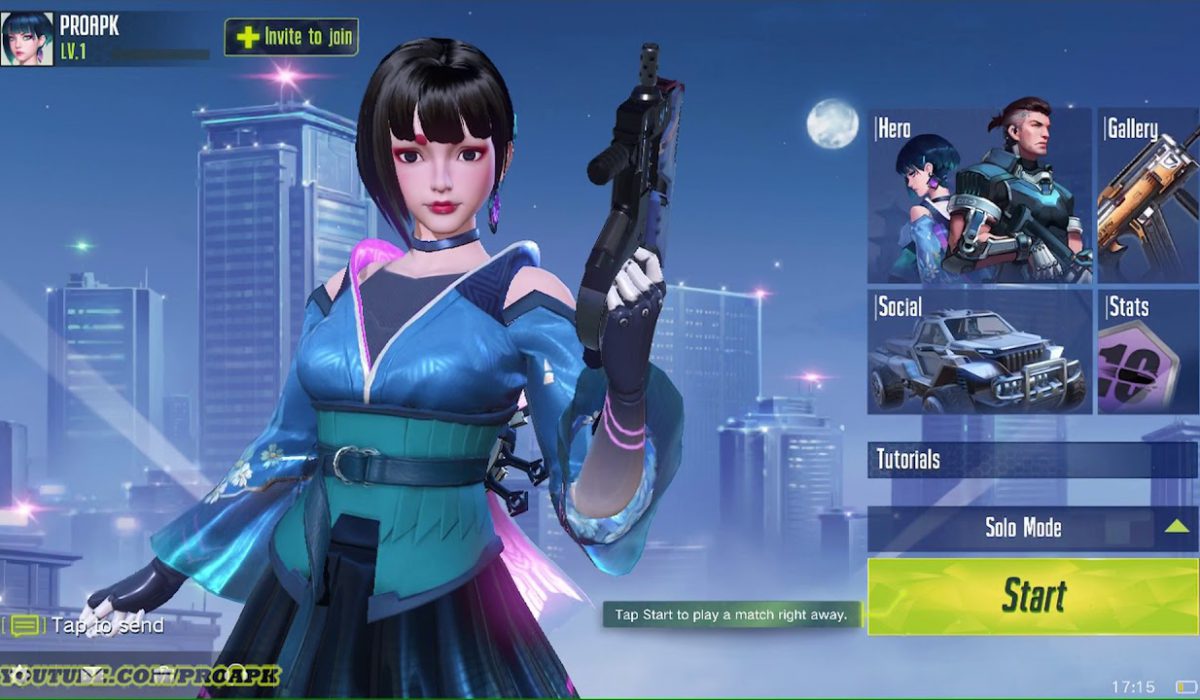 PROAPK
LV.1
Invite to join
Hero
Gallery
Social
Stats
10
Tutorials
Solo Mode
Start
Tap Start to play a match right away.
Tap to send
YOUTUBE.COM/PROAPK
17:15